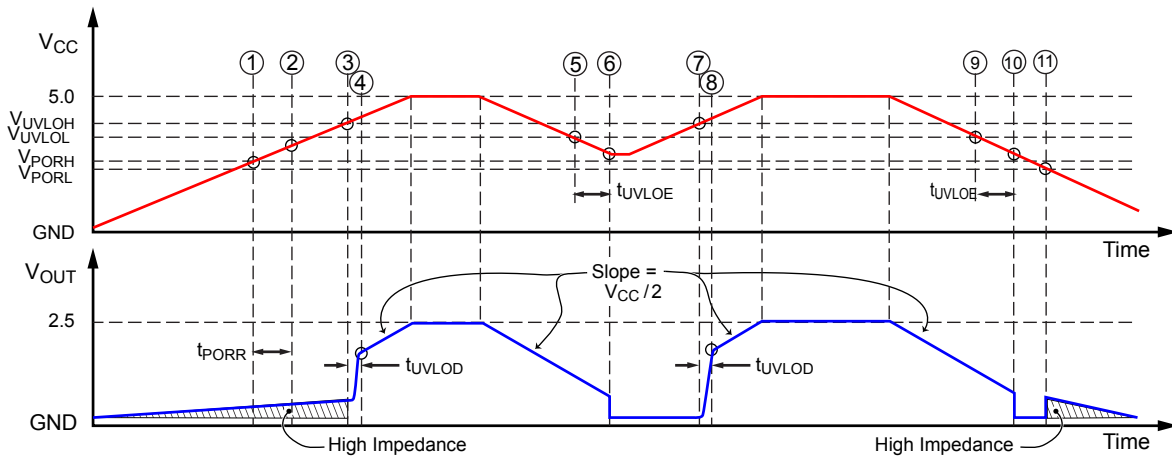 VCC
1 2 3 4 5 6 7 8 9 10 11
5.0
VUVLOH
VUVLOL
VPORH
VPORL
tUVLOE
tUVLOE
GND
Time
VOUT
Slope =
VCC /2
2.5
tPORR
tUVLOD
tUVLOD
GND
High Impedance
High Impedance
Time